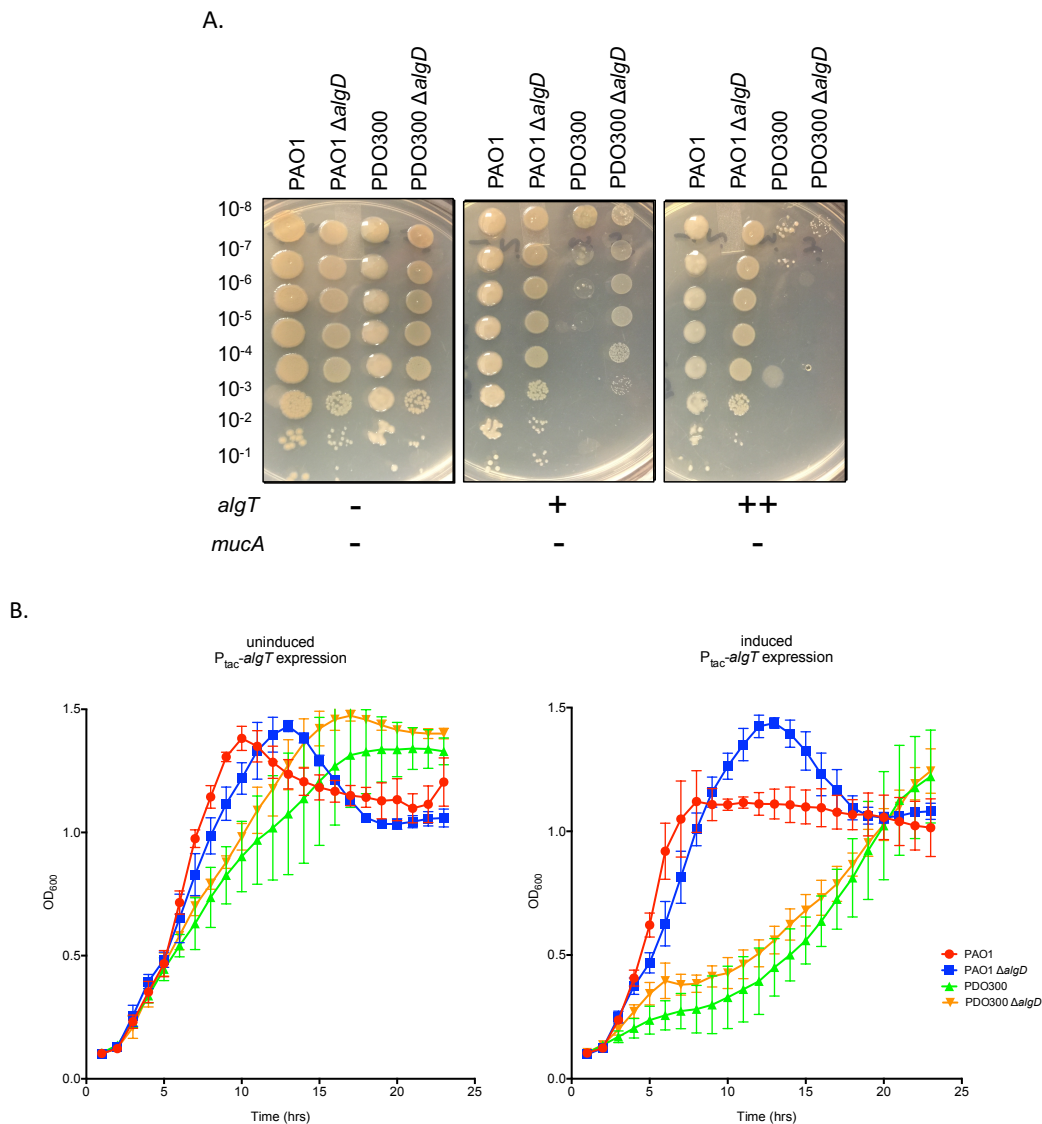 A.
PAO1
PAO1 ΔalgD
PDO300
PDO300 ΔalgD
PAO1
PAO1 ΔalgD
PDO300
PDO300 ΔalgD
PAO1
PAO1 ΔalgD
PDO300
PDO300 ΔalgD
10⁻⁸
10⁻⁷
10⁻⁶
10⁻⁵
10⁻⁴
10⁻³
10⁻²
10⁻¹
algT - + ++
mucA - - -
B.
uninduced
Ptac-algT expression
1.5
1.0
0.5
0.0
OD₆₀₀
0 5 10 15 20 25
Time (hrs)
induced
Ptac-algT expression
1.5
1.0
0.5
0.0
OD₆₀₀
0 5 10 15 20 25
Time (hrs)
PAO1
PAO1 ΔalgD
PDO300
PDO300 ΔalgD